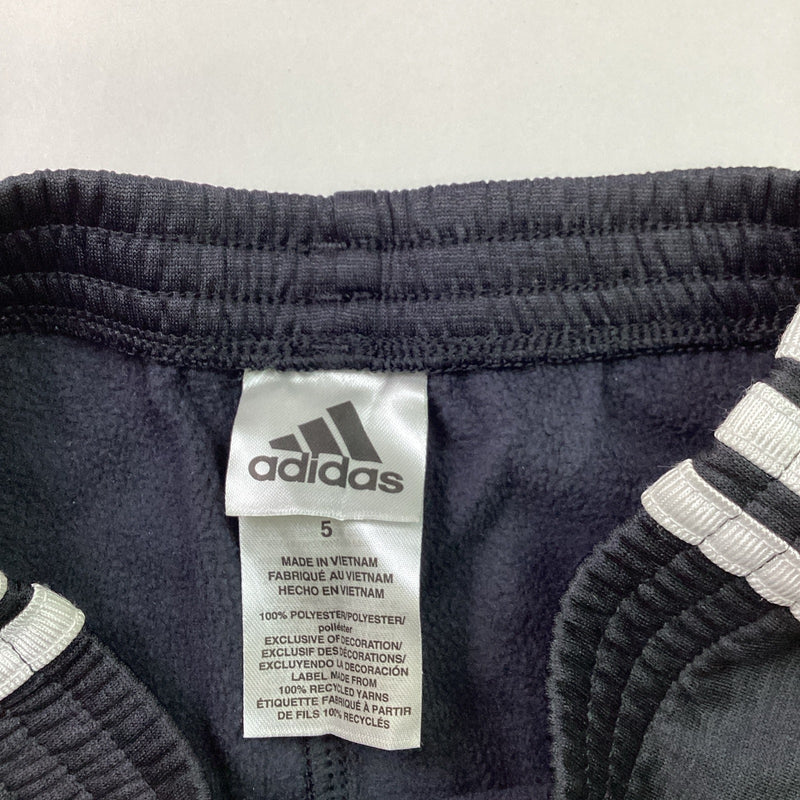 adidas
5
MADE IN VIETNAM
FABRIQUÉ AU VIETNAM
HECHO EN VIETNAM
100% POLYESTER/POLYESTER/
poliéster
EXCLUSIVE OF DECORATION/
EXCLUSIF DES DÉCORATIONS/
EXCLUYENDO LA DECORACIÓN
LABEL MADE FROM
100% RECYCLED YARNS
ÉTIQUETTE FABRIQUÉ À PARTIR
DE FILS 100% RECYCLÉS